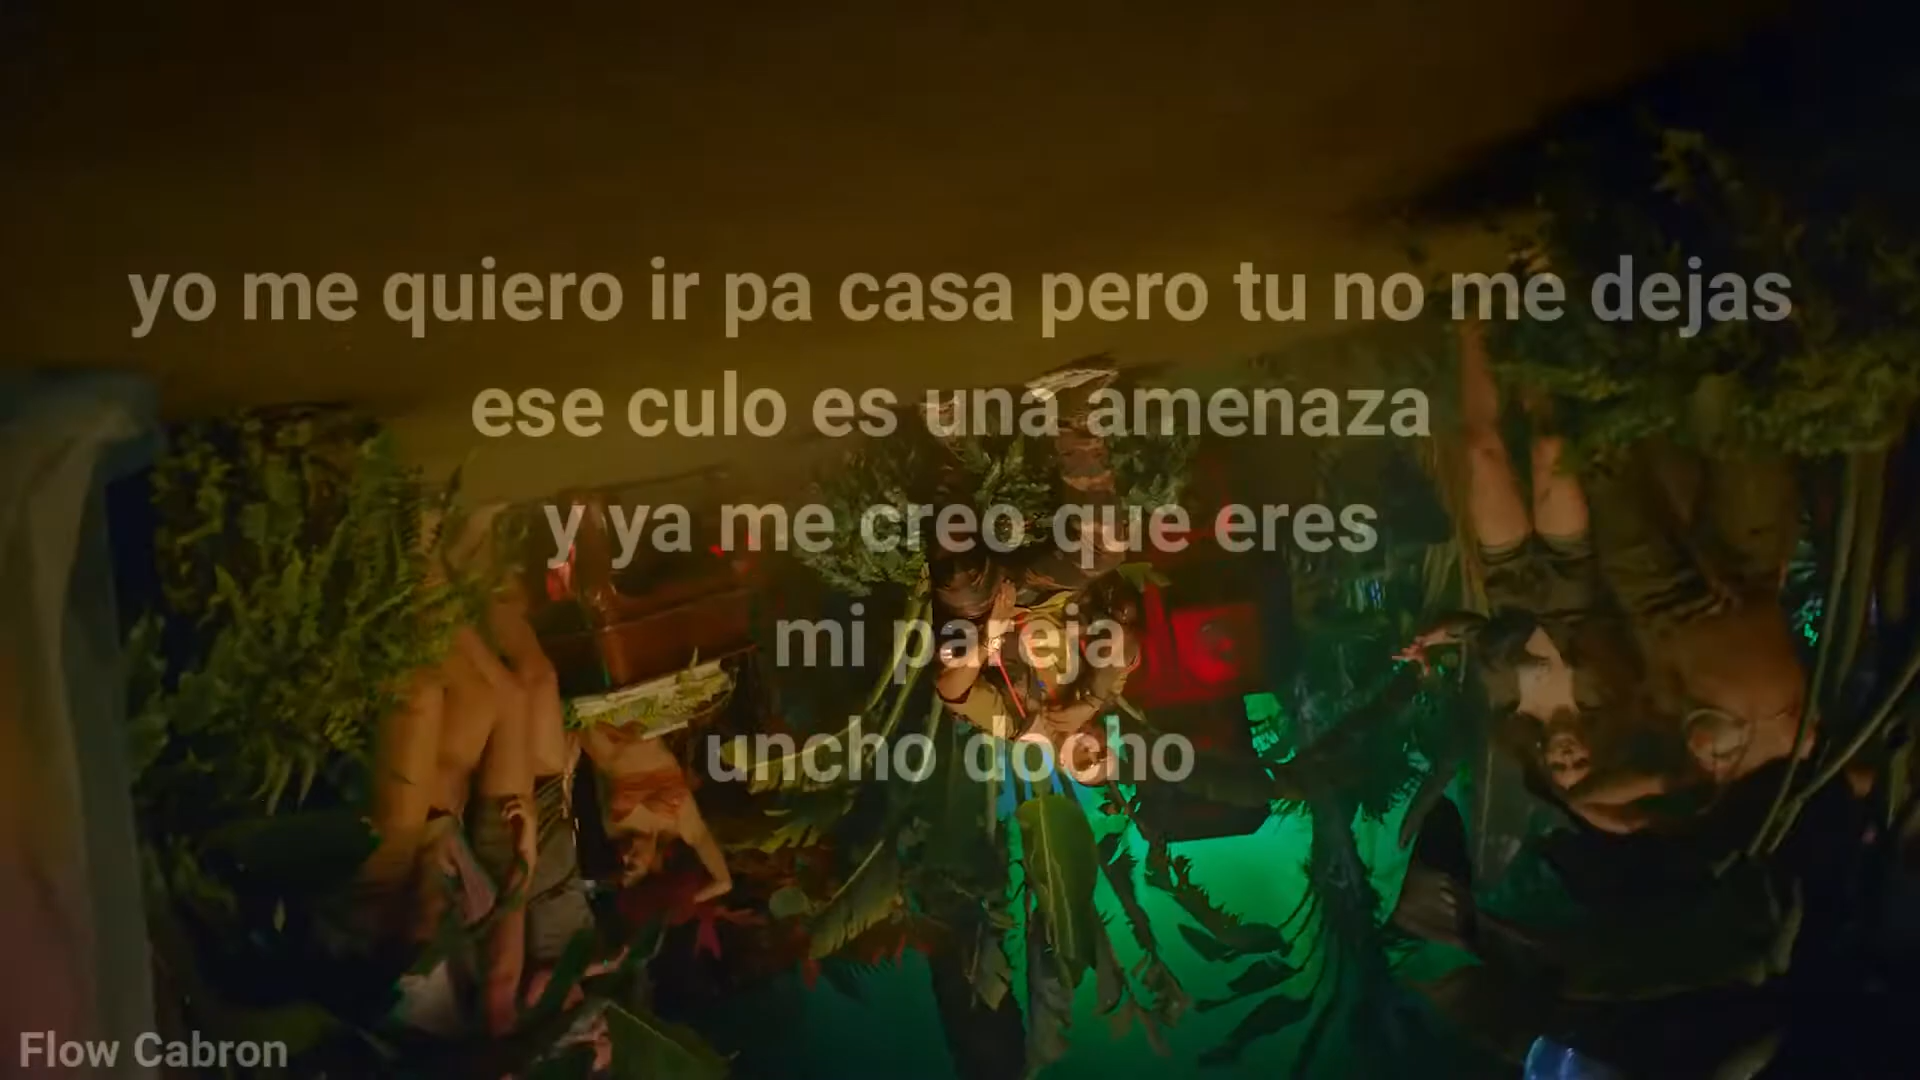 yo me quiero ir pa casa pero tu no me dejas
ese culo es una amenaza
y ya me creo que eres
mi pareja
uncho docho
Flow Cabron